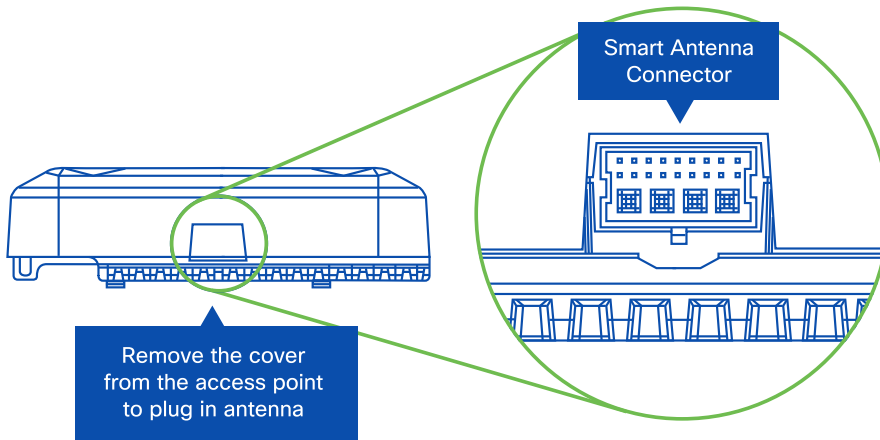 Smart Antenna
Connector
Remove the cover
from the access point
to plug in antenna